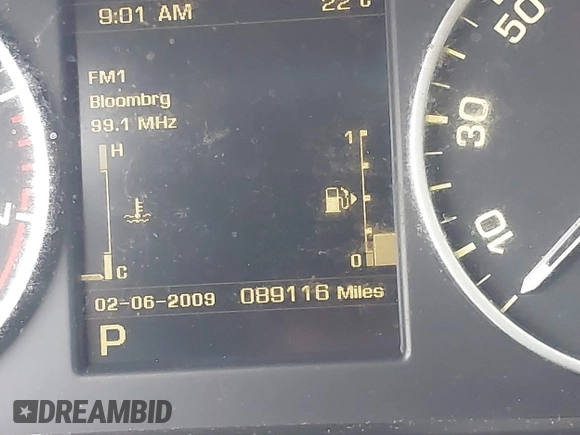 9:01 AM
22°C
FM1
Bloombrg
99.1 MHz
H
C
1
0
02-06-2009
089116 Miles
P
50
30
10
DREAMBID